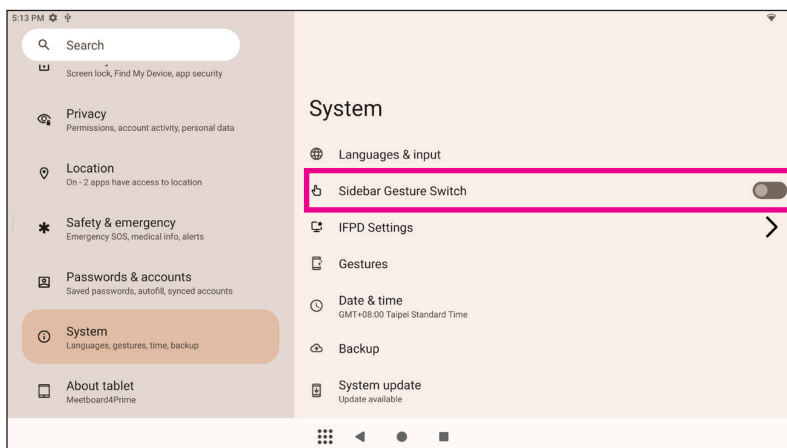 5:13 PM
Search
Screen lock, Find My Device, app security
Privacy
Permissions, account activity, personal data
Location
On - 2 apps have access to location
Safety & emergency
Emergency SOS, medical info, alerts
Passwords & accounts
Saved passwords, autofill, synced accounts
System
Languages, gestures, time, backup
About tablet
Meetboard4Prime
System
Languages & input
Sidebar Gesture Switch
IFPD Settings
Gestures
Date & time
GMT+08:00 Taipei Standard Time
Backup
System update
Update available